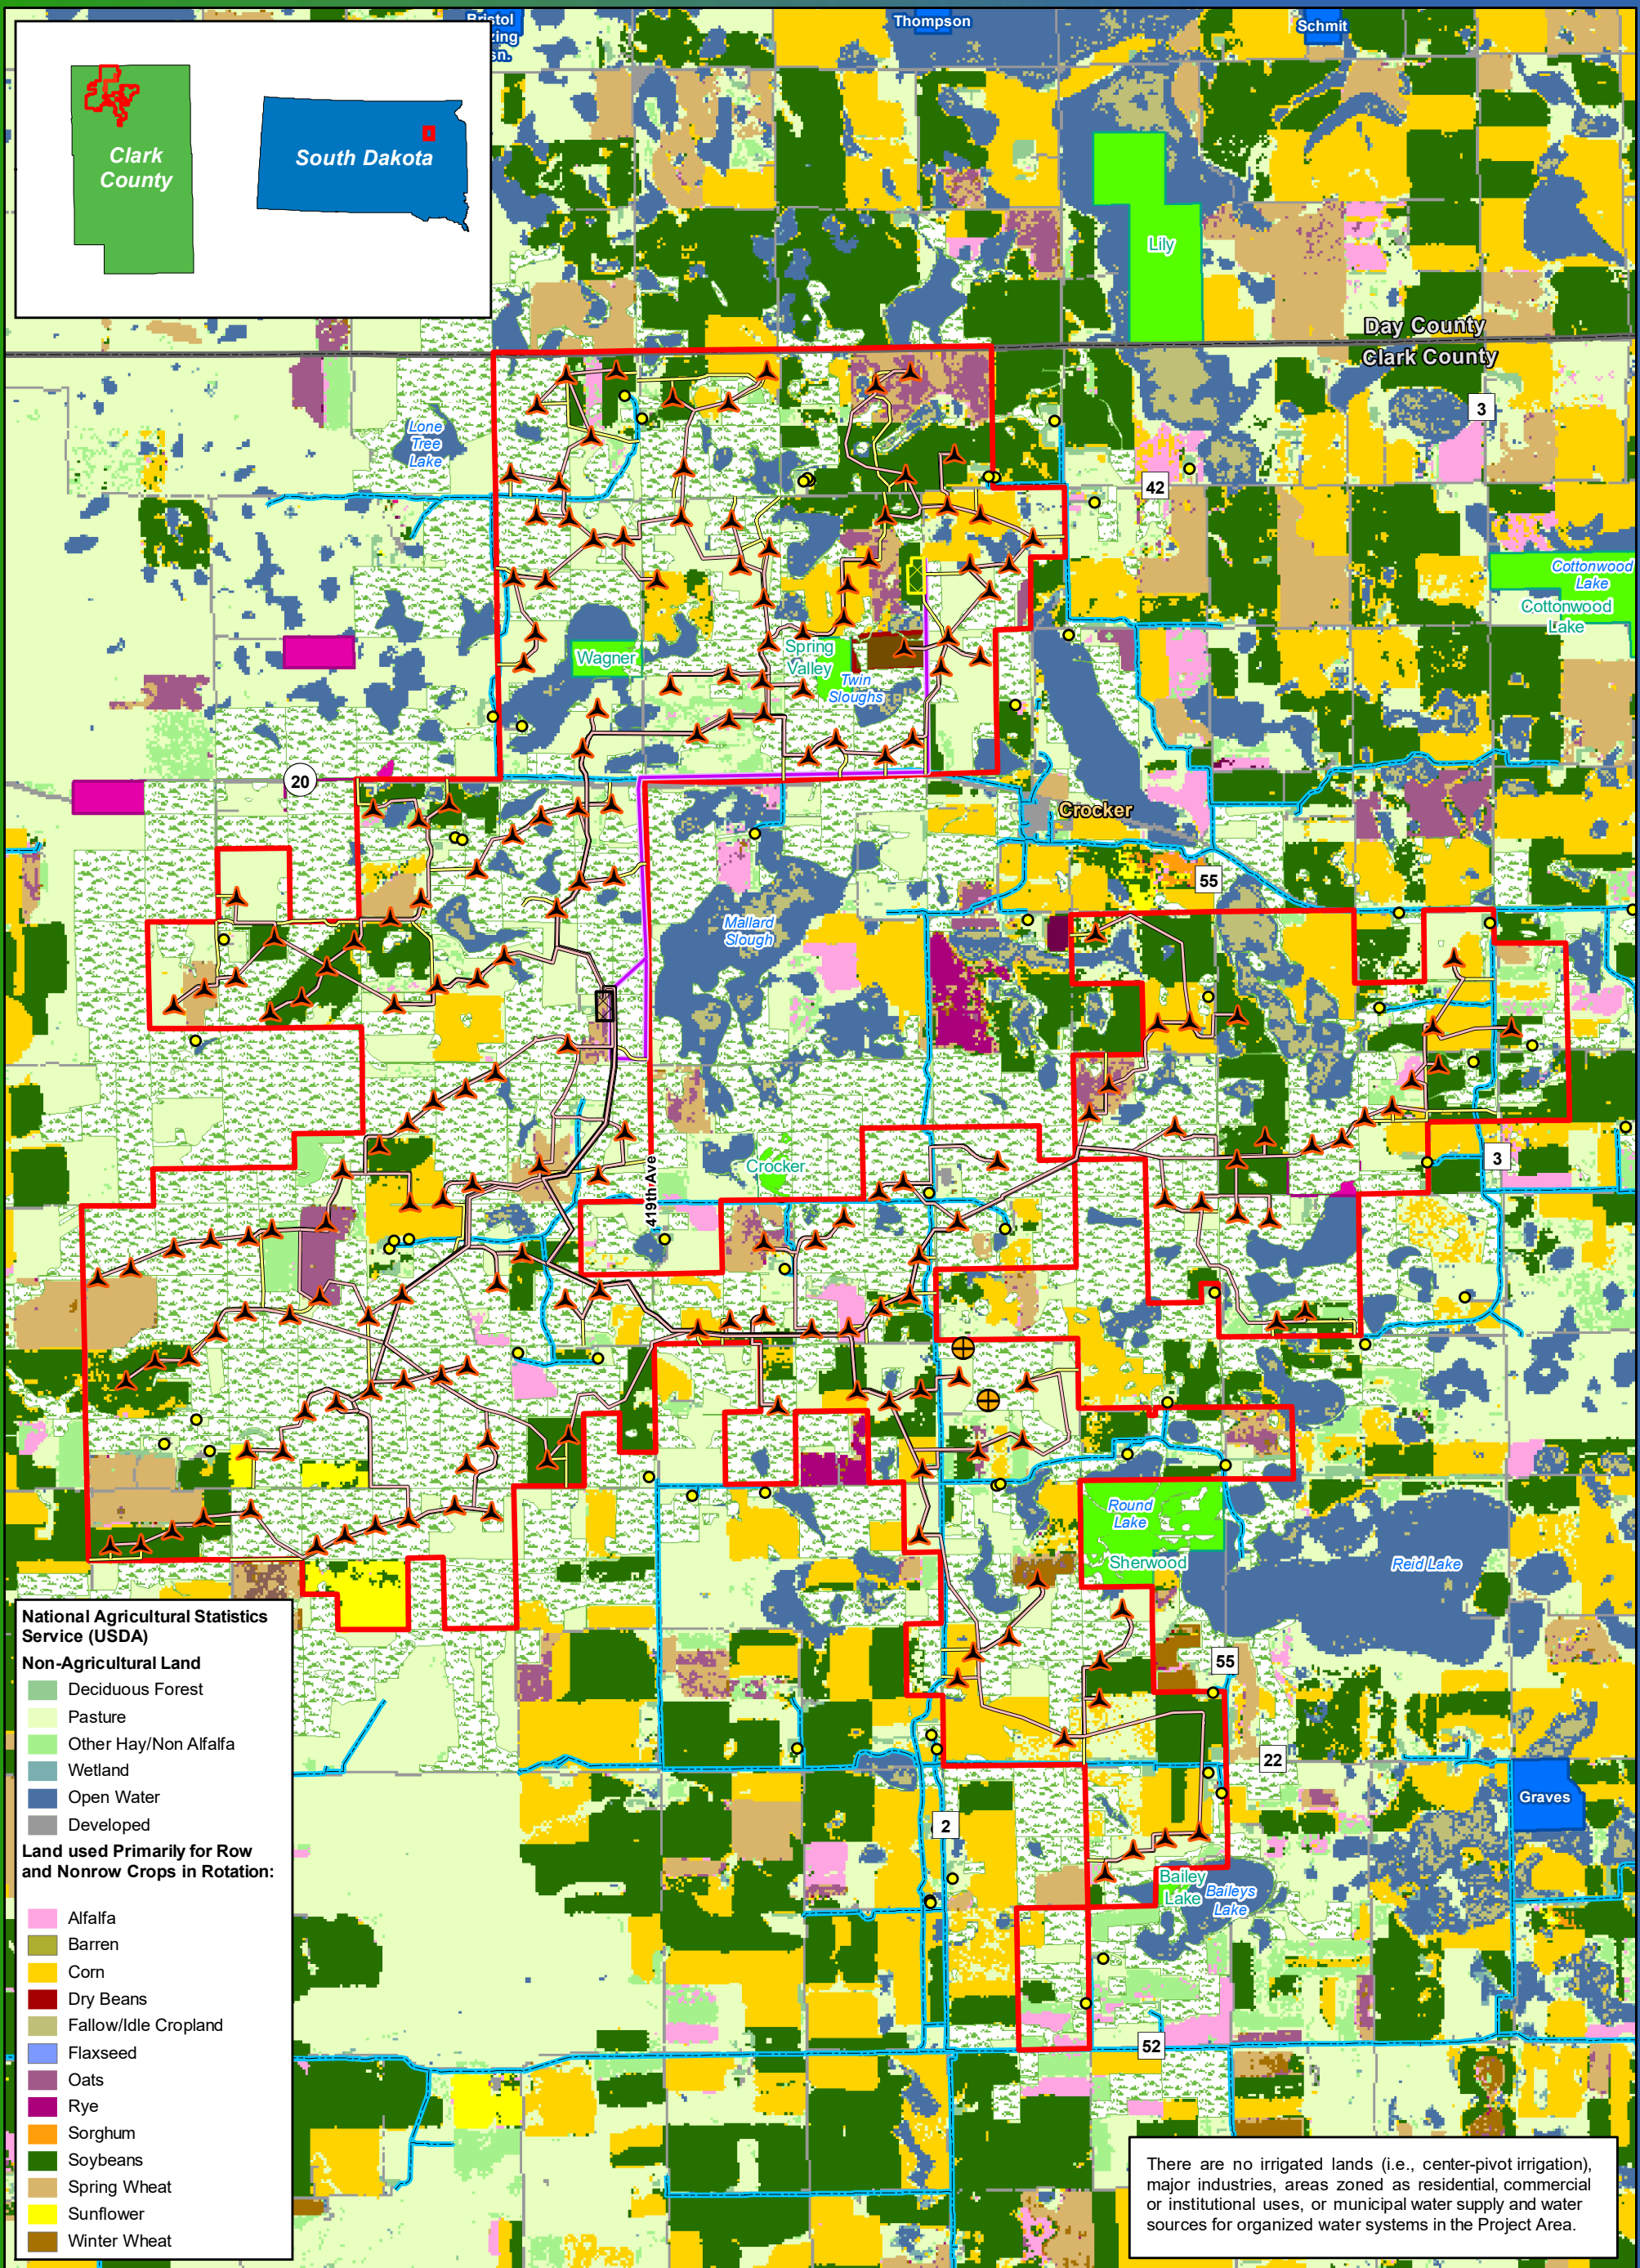 Bristol
zing
sn.
Thompson
Schmit
Clark
County
South Dakota
Lily
Day County
Clark County
3
Lone
Tree
Lake
42
Cottonwood
Lake
Cottonwood
Lake
Wagner
Spring
Valley
Twin
Sloughs
20
Crocker
55
Mallard
Slough
419th Ave
Crocker
3
Round
Lake
Sherwood
Reid Lake
55
22
Graves
2
Bailey
Lake
Baileys
Lake
52
National Agricultural Statistics
Service (USDA)
Non-Agricultural Land
Deciduous Forest
Pasture
Other Hay/Non Alfalfa
Wetland
Open Water
Developed
Land used Primarily for Row
and Nonrow Crops in Rotation:
Alfalfa
Barren
Corn
Dry Beans
Fallow/Idle Cropland
Flaxseed
Oats
Rye
Sorghum
Soybeans
Spring Wheat
Sunflower
Winter Wheat
There are no irrigated lands (i.e., center-pivot irrigation),
major industries, areas zoned as residential, commercial
or institutional uses, or municipal water supply and water
sources for organized water systems in the Project Area.